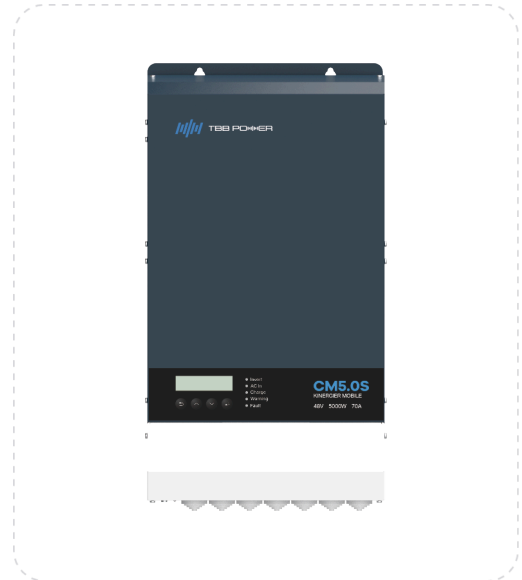 TBB POWER
Invert
AC In
Charge
Warning
Fault
CM5.0S
KINERGIER MOBILE
48V 5000W 70A